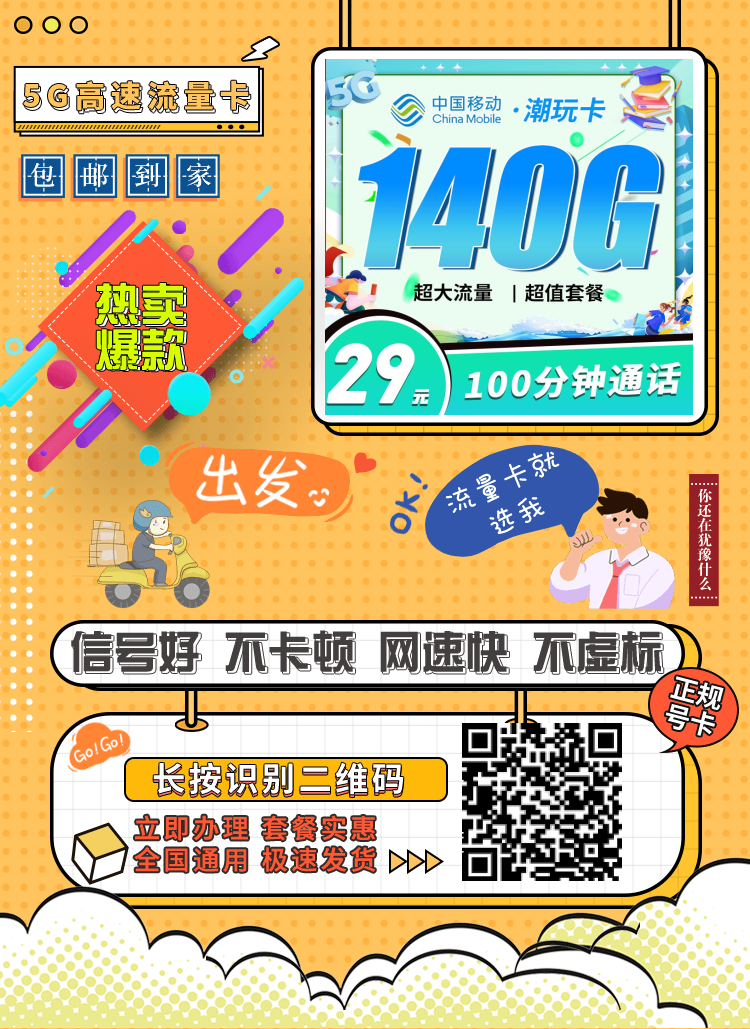 5G高速流量卡
包邮到家
热卖
爆款
5G
中国移动
China Mobile
·潮玩卡
140G
超大流量 | 超值套餐
29元
100分钟通话
出发
OK!
流量卡就
选我
你还在犹豫什么
信号好 不卡顿 网速快 不虚标
正规
号卡
Go!Go!
长按识别二维码
立即办理 套餐实惠
全国通用 极速发货